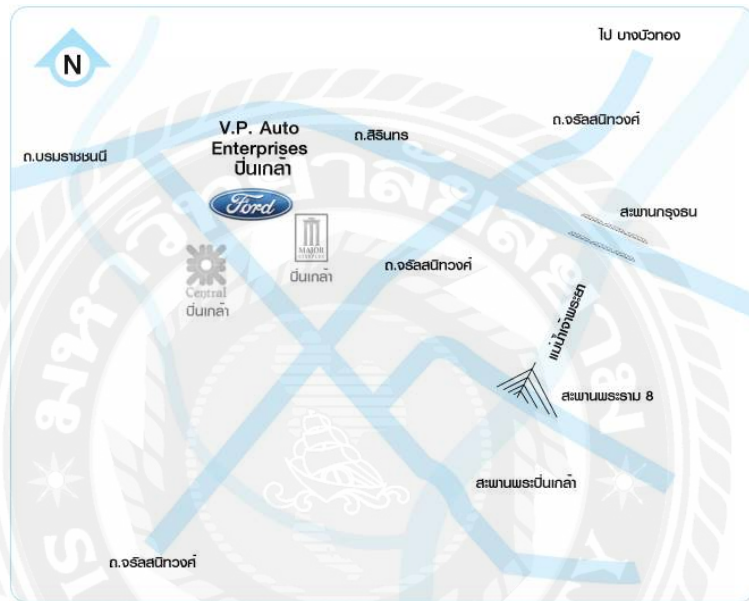 ไป บางบัวทอง
N
ถ.จรัลสนิทวงศ์
V.P. Auto
Enterprises
ปิ่นเกล้า
ถ.สิรินทร
ถ.บรมราชชนนี
Ford
สะพานกรุงธน
MAJOR
ปิ่นเกล้า
ถ.จรัลสนิทวงศ์
Central
ปิ่นเกล้า
แม่น้ำเจ้าพระยา
สะพานพระราม 8
สะพานพระปิ่นเกล้า
ถ.จรัลสนิทวงศ์